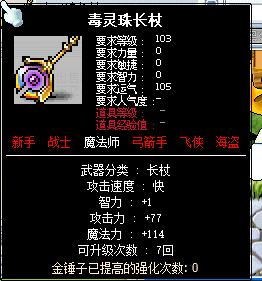 毒灵珠长杖
要求等级： 103
要求力量： 0
要求敏捷： 0
要求智力： 0
要求运气： 105
要求人气度： -
道具等级： -
道具经验值： -
新手 战士 魔法师 弓箭手 飞侠 海盗
武器分类 : 长杖
攻击速度 : 快
智力 : +1
攻击力 : +77
魔法力 : +114
可升级次数 : 7回
金锤子已提高的强化次数: 0